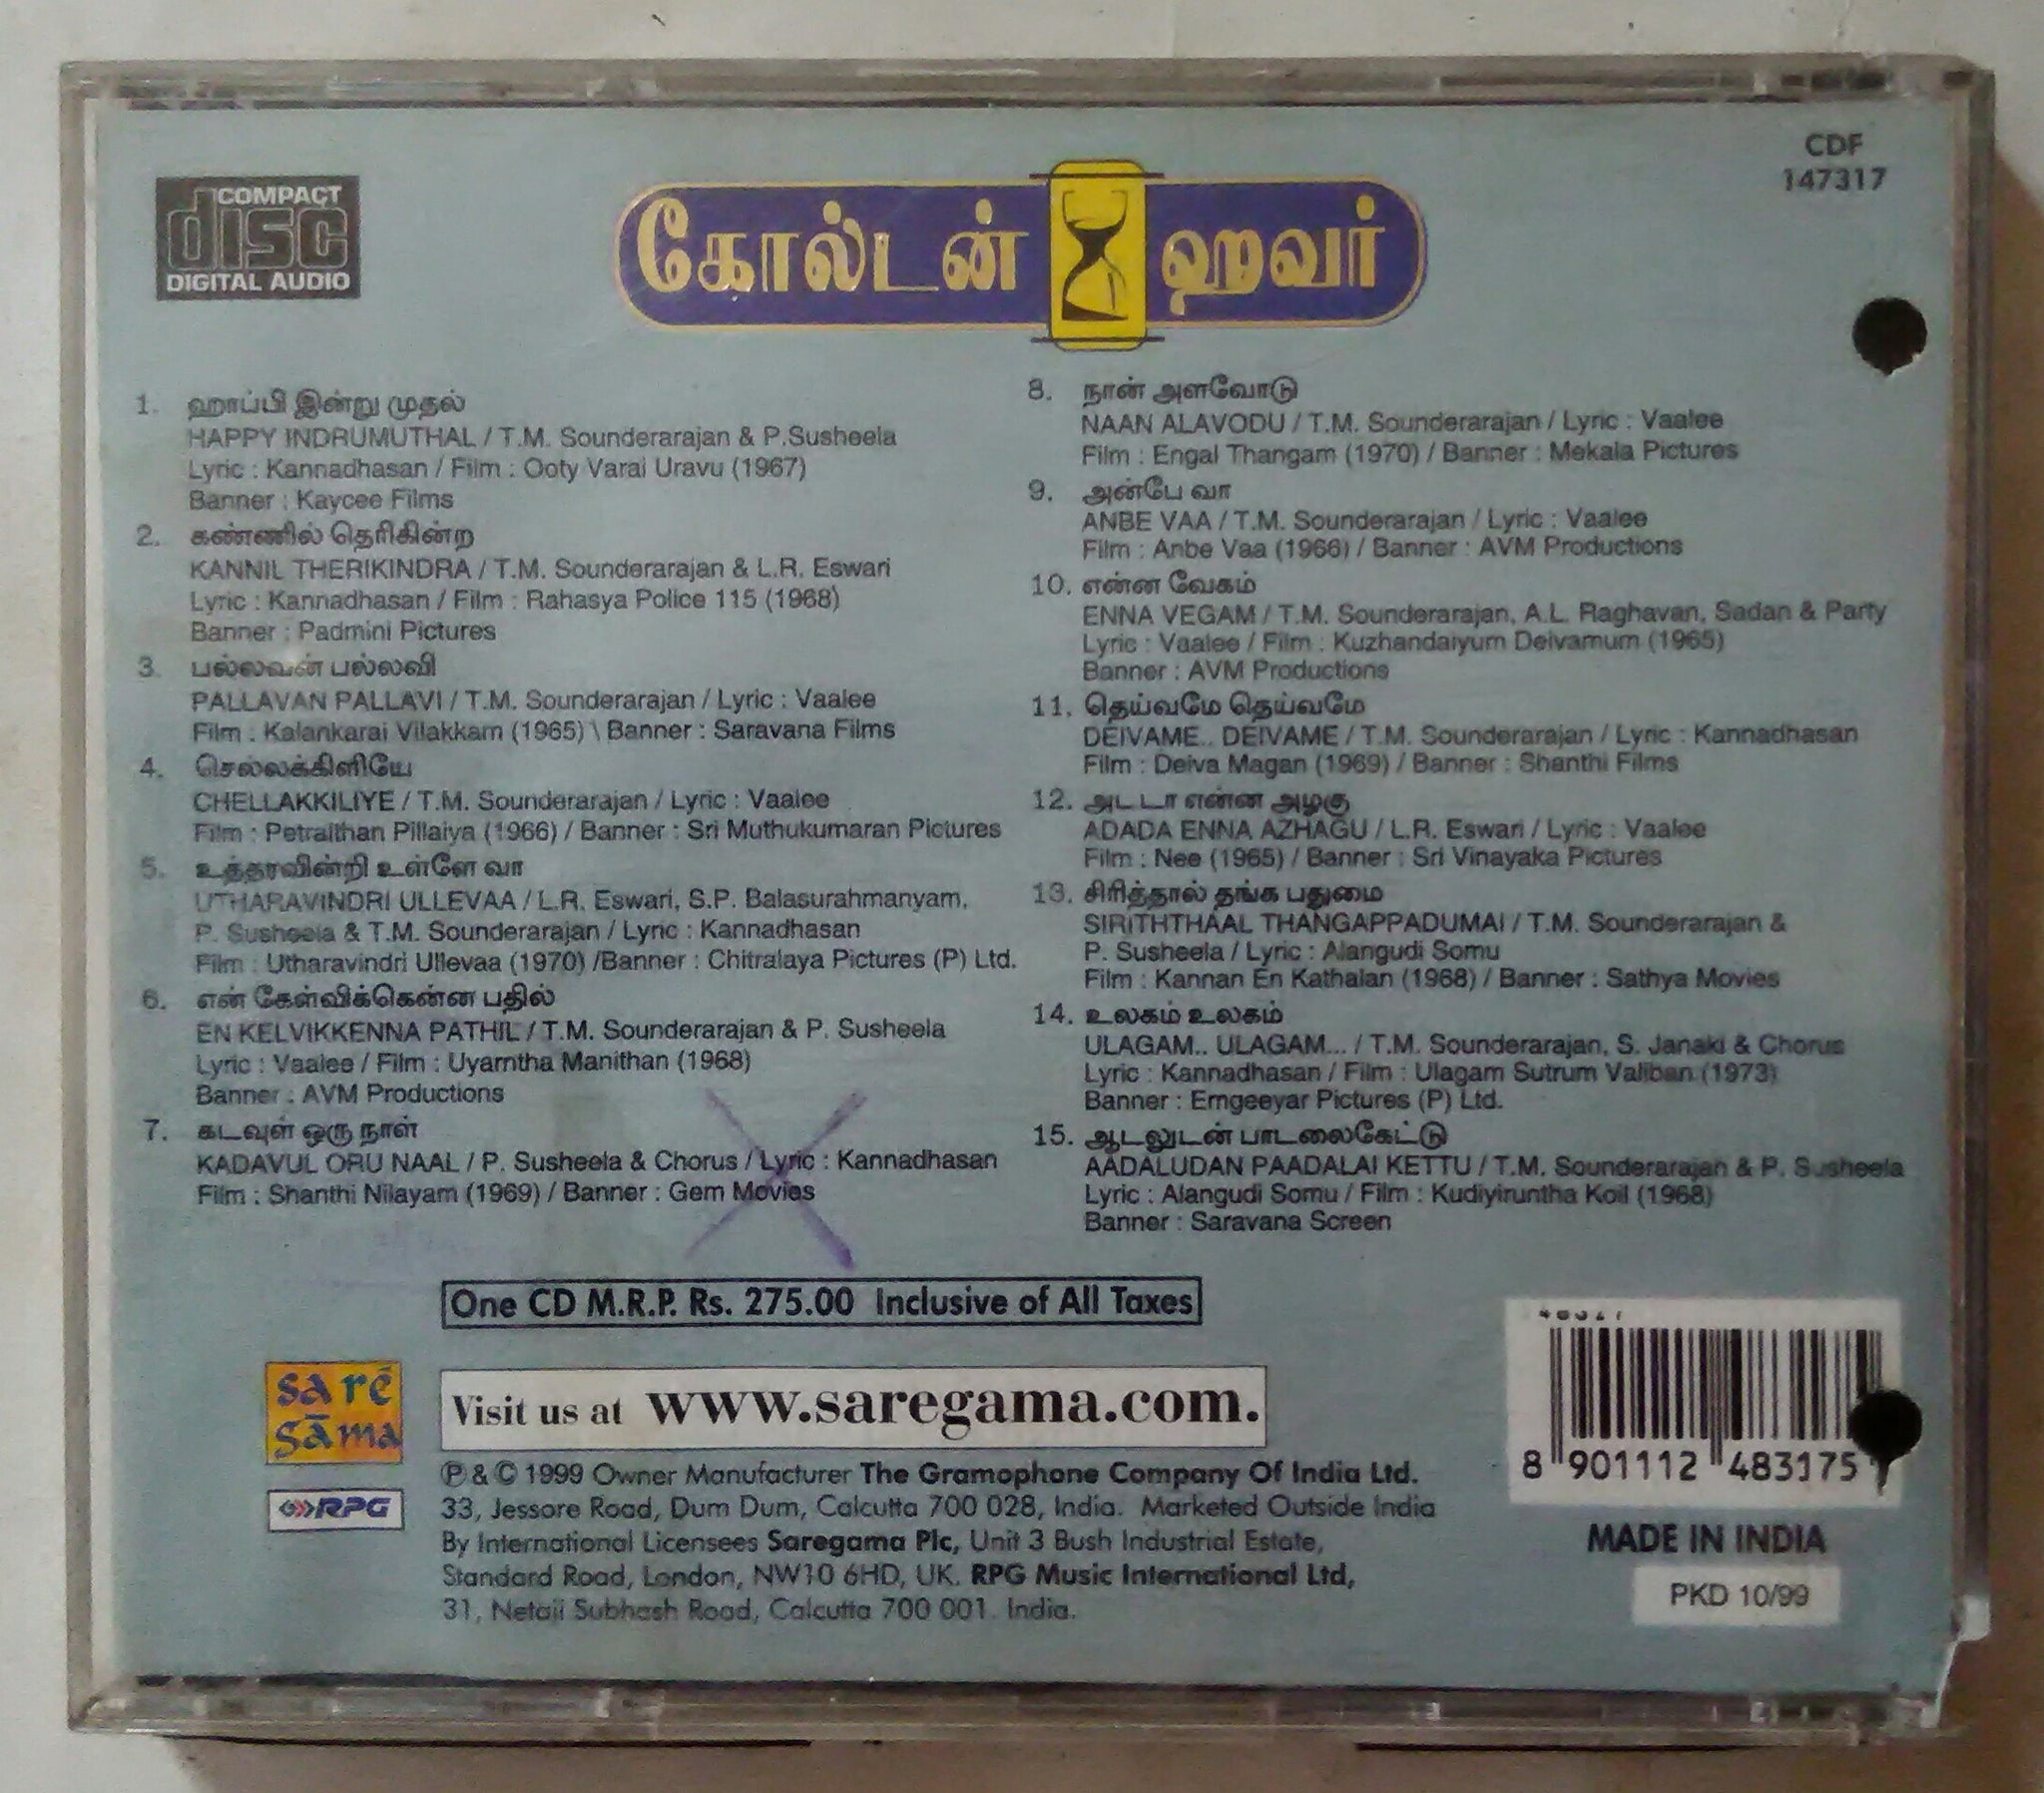 COMPACT
disc
DIGITAL AUDIO
கோல்டன் ஹவர்
CDF
147317
1. ஹாப்பி இன்று முதல்
HAPPY INDRUMUTHAL / T.M. Sounderarajan & P.Susheela
Lyric : Kannadhasan / Film : Ooty Varai Uravu (1967)
Banner : Kaycee Films
2. கண்ணில் தெரிகின்ற
KANNIL THERIKINDRA / T.M. Sounderarajan & L.R. Eswari
Lyric : Kannadhasan / Film : Rahasya Police 115 (1968)
Banner : Padmini Pictures
3. பல்லவன் பல்லவி
PALLAVAN PALLAVI / T.M. Sounderarajan / Lyric : Vaalee
Film : Kalankarai Vilakkam (1965) \ Banner : Saravana Films
4. செல்லக்கிளியே
CHELLAKKILIYE / T.M. Sounderarajan / Lyric : Vaalee
Film : Petralthan Pillaiya (1966) / Banner : Sri Muthukumaran Pictures
5. உத்தரவின்றி உள்ளே வா
UTHARAVINDRI ULLEVAA / L.R. Eswari, S.P. Balasurahmanyam,
P. Susheela & T.M. Sounderarajan / Lyric : Kannadhasan
Film : Utharavindri Ullevaa (1970) /Banner : Chitralaya Pictures (P) Ltd.
6. என் கேள்விக்கென்ன பதில்
EN KELVIKKENNA PATHIL / T.M. Sounderarajan & P. Susheela
Lyric : Vaalee / Film : Uyarntha Manithan (1968)
Banner : AVM Productions
7. கடவுள் ஒரு நாள்
KADAVUL ORU NAAL / P. Susheela & Chorus / Lyric : Kannadhasan
Film : Shanthi Nilayam (1969) / Banner : Gem Movies
8. நான் அளவோடு
NAAN ALAVODU / T.M. Sounderarajan / Lyric : Vaalee
Film : Engal Thangam (1970) / Banner : Mekala Pictures
9. அன்பே வா
ANBE VAA / T.M. Sounderarajan / Lyric : Vaalee
Film : Anbe Vaa (1966) / Banner : AVM Productions
10. என்ன வேகம்
ENNA VEGAM / T.M. Sounderarajan, A.L. Raghavan, Sadan & Party
Lyric : Vaalee / Film : Kuzhandaiyum Deivamum (1965)
Banner : AVM Productions
11. தெய்வமே தெய்வமே
DEIVAME.. DEIVAME / T.M. Sounderarajan / Lyric : Kannadhasan
Film : Deiva Magan (1969) / Banner : Shanthi Films
12. அடடா என்ன அழகு
ADADA ENNA AZHAGU / L.R. Eswari / Lyric : Vaalee
Film : Nee (1965) / Banner : Sri Vinayaka Pictures
13. சிரித்தால் தங்க பதுமை
SIRITHTHAAL THANGAPPADUMAI / T.M. Sounderarajan &
P. Susheela / Lyric : Alangudi Somu
Film : Kannan En Kathalan (1968) / Banner : Sathya Movies
14. உலகம் உலகம்
ULAGAM.. ULAGAM... / T.M. Sounderarajan, S. Janaki & Chorus
Lyric : Kannadhasan / Film : Ulagam Sutrum Valiban (1973)
Banner : Emgeeyar Pictures (P) Ltd.
15. ஆடலுடன் பாடலைகேட்டு
AADALUDAN PAADALAI KETTU / T.M. Sounderarajan & P. Susheela
Lyric : Alangudi Somu / Film : Kudiyiruntha Koil (1968)
Banner : Saravana Screen
One CD M.R.P. Rs. 275.00 Inclusive of All Taxes
sa ré
gāma
RPG
Visit us at www.saregama.com.
℗ & © 1999 Owner Manufacturer The Gramophone Company Of India Ltd.
33, Jessore Road, Dum Dum, Calcutta 700 028, India. Marketed Outside India
By International Licensees Saregama Plc, Unit 3 Bush Industrial Estate,
Standard Road, London, NW10 6HD, UK. RPG Music International Ltd,
31, Netaji Subhash Road, Calcutta 700 001. India.
8 901112 483175
MADE IN INDIA
PKD 10/99